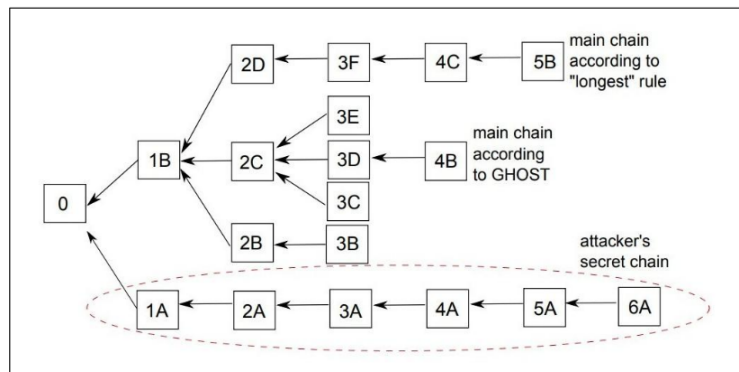 2D
3F
4C
5B
main chain
according to
"longest" rule
3E
1B
2C
3D
4B
main chain
according
to GHOST
0
3C
2B
3B
attacker's
secret chain
1A
2A
3A
4A
5A
6A